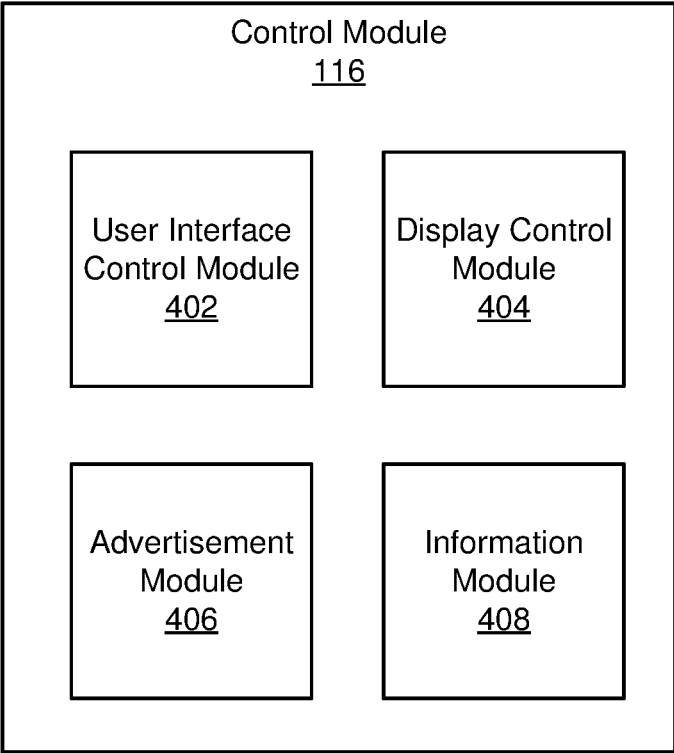 Control Module
116
User Interface
Control Module
402
Display Control
Module
404
Advertisement
Module
406
Information
Module
408